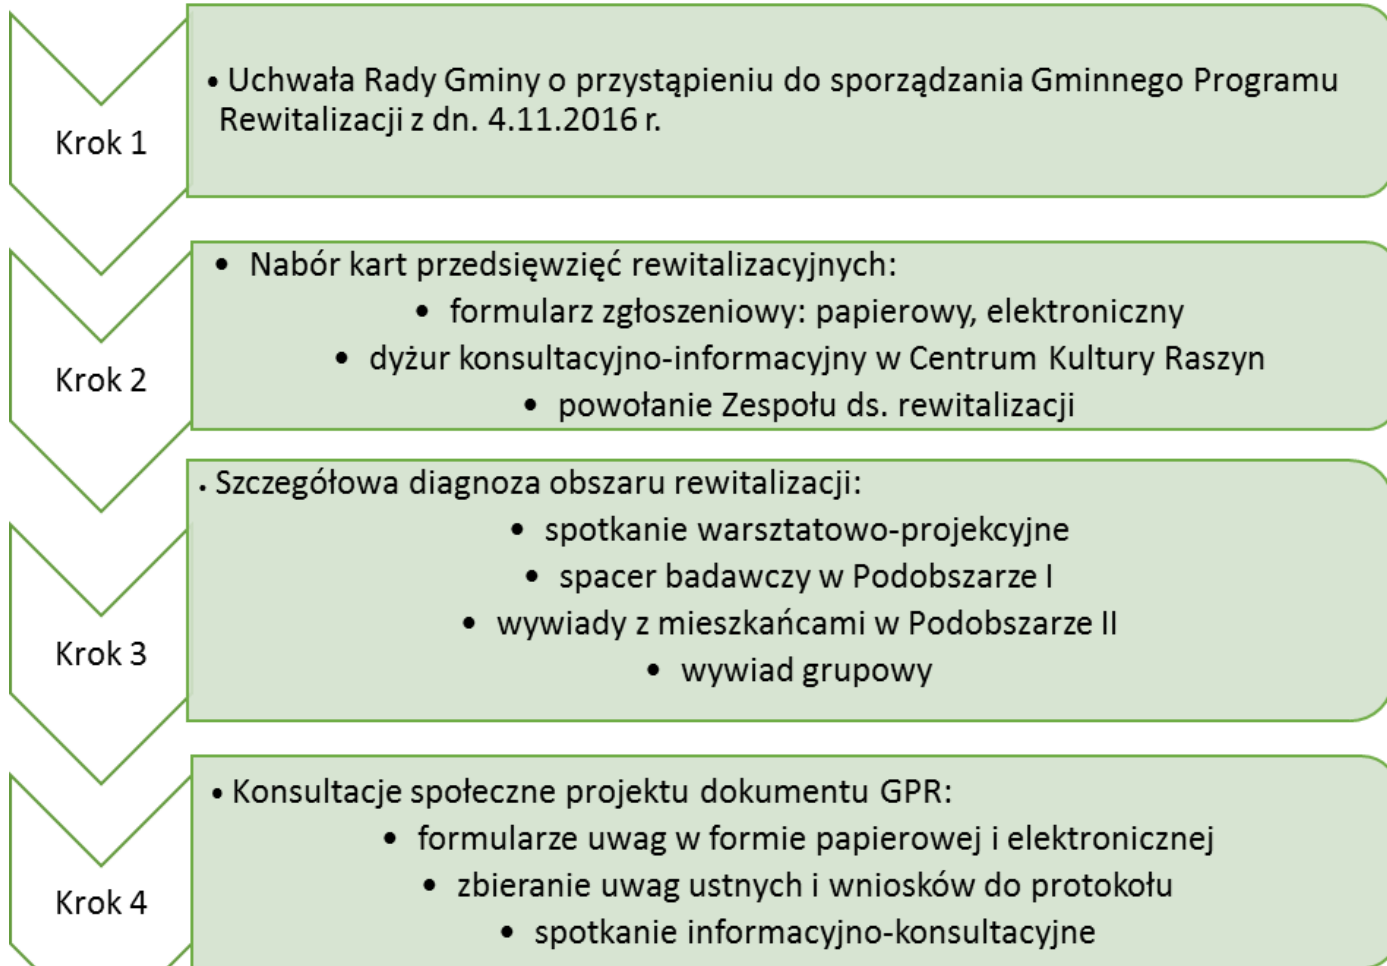 Krok 1
• Uchwała Rady Gminy o przystąpieniu do sporządzania Gminnego Programu
Rewitalizacji z dn. 4.11.2016 r.
Krok 2
• Nabór kart przedsięwzięć rewitalizacyjnych:
• formularz zgłoszeniowy: papierowy, elektroniczny
• dyżur konsultacyjno-informacyjny w Centrum Kultury Raszyn
• powołanie Zespołu ds. rewitalizacji
Krok 3
• Szczegółowa diagnoza obszaru rewitalizacji:
• spotkanie warsztatowo-projekcyjne
• spacer badawczy w Podobszarze I
• wywiady z mieszkańcami w Podobszarze II
• wywiad grupowy
Krok 4
• Konsultacje społeczne projektu dokumentu GPR:
• formularze uwag w formie papierowej i elektronicznej
• zbieranie uwag ustnych i wniosków do protokołu
• spotkanie informacyjno-konsultacyjne